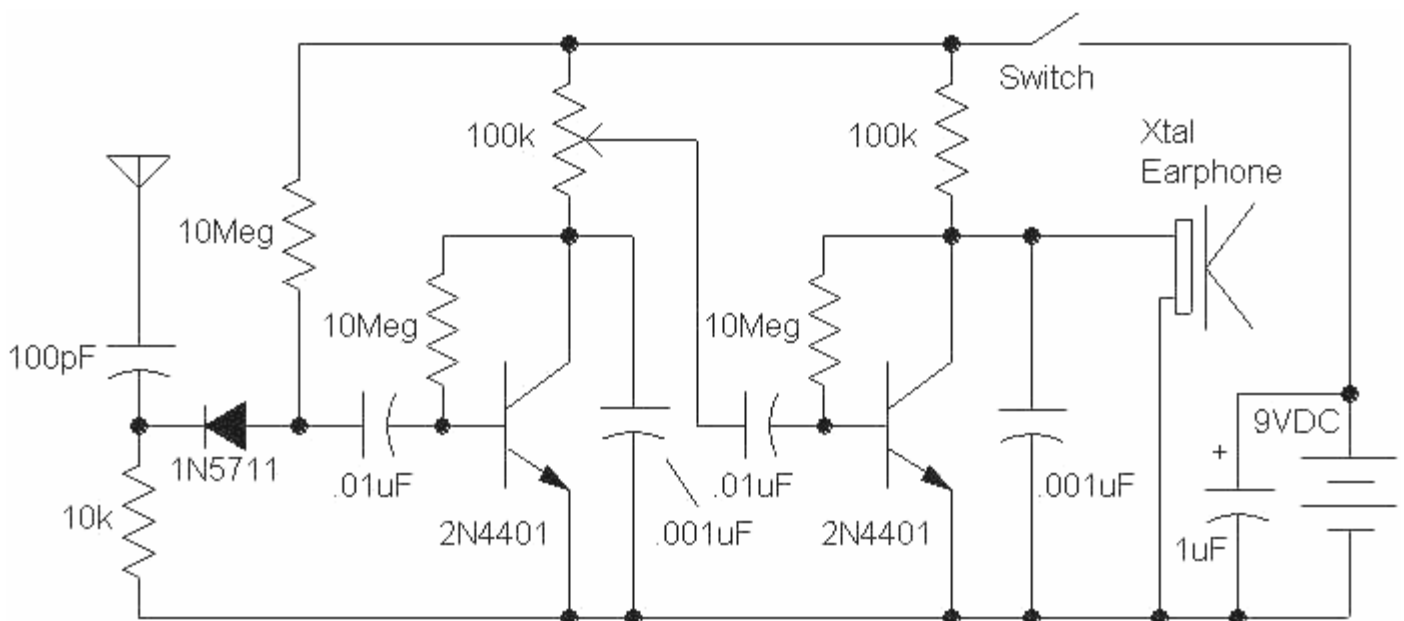 Switch
100k
100k
Xtal
Earphone
10Meg
10Meg
10Meg
100pF
9VDC
+
1N5711
.01uF
.01uF
.001uF
10k
2N4401
.001uF
2N4401
1uF